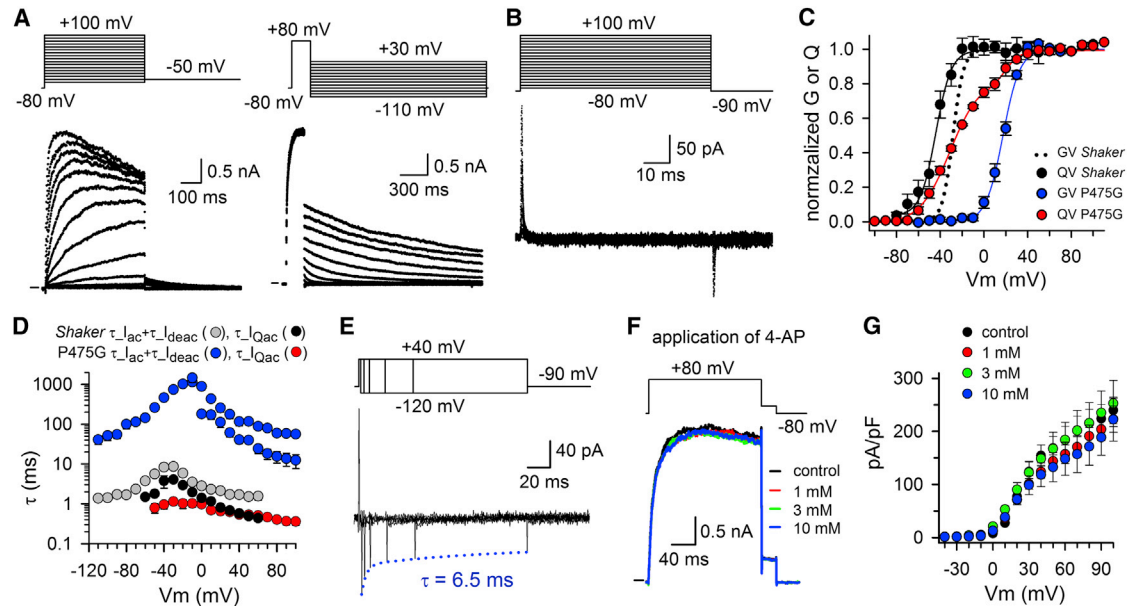 A
+100 mV
-50 mV
-80 mV
0.5 nA
100 ms
+80 mV
+30 mV
-80 mV
-110 mV
0.5 nA
300 ms
B
+100 mV
-80 mV
-90 mV
50 pA
10 ms
C
normzalized G or Q
1.0
0.8
0.6
0.4
0.2
0.0
-80 -40 0 40 80
Vm (mV)
GV Shaker
QV Shaker
GV P475G
QV P475G
D
Shaker τ_Iac+τ_Ideac ( ), τ_IQac ( )
P475G τ_Iac+τ_Ideac ( ), τ_IQac ( )
τ (ms)
1000
100
10
1
0.1
-120 -80 -40 0 40 80
Vm (mV)
E
+40 mV
-90 mV
-120 mV
40 pA
20 ms
τ = 6.5 ms
F
application of 4-AP
+80 mV
-80 mV
control
1 mM
3 mM
10 mM
0.5 nA
40 ms
G
control
1 mM
3 mM
10 mM
pA/pF
300
200
100
0
-30 0 30 60 90
Vm (mV)